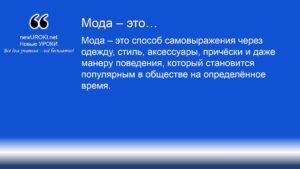 Мода – это…
newUROKI.net
Новые УРОКИ
Всё для учителя – всё бесплатно!
Мода – это способ самовыражения через
одежду, стиль, аксессуары, причёски и даже
манеру поведения, который становится
популярным в обществе на определённое
время.